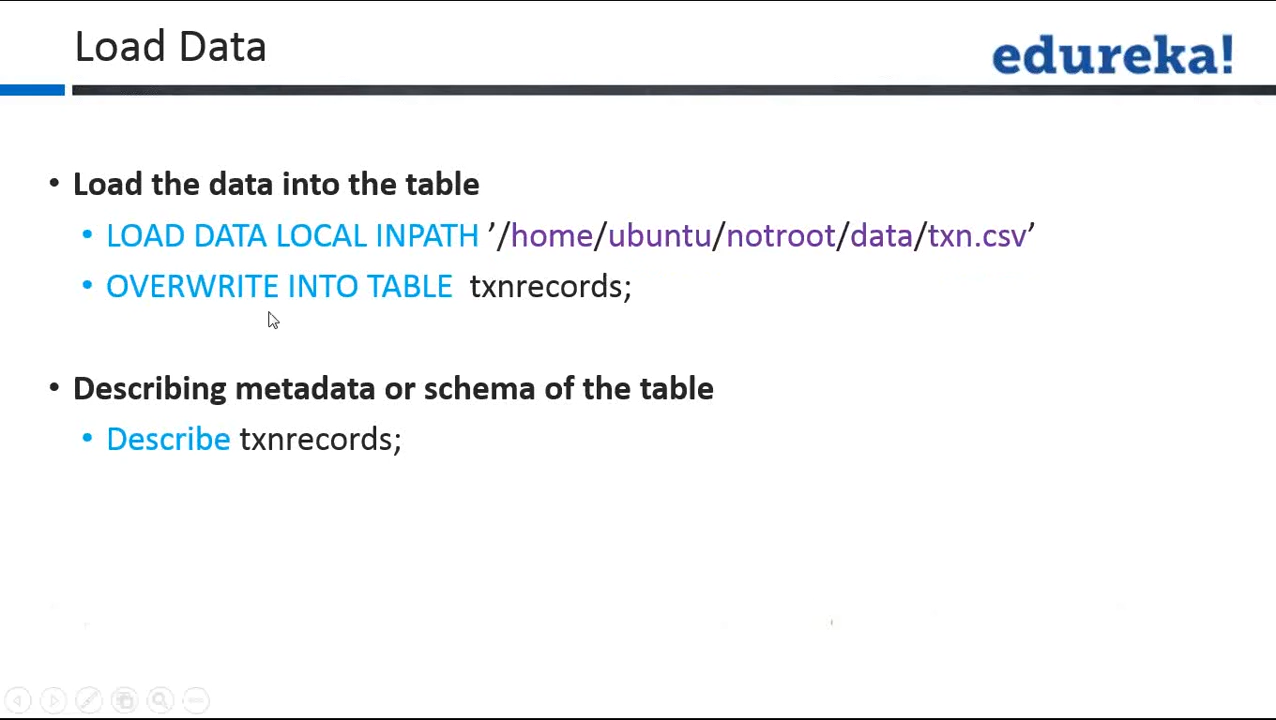 Load Data
edureka!
• Load the data into the table
• LOAD DATA LOCAL INPATH ’/home/ubuntu/notroot/data/txn.csv’
• OVERWRITE INTO TABLE txnrecords;
• Describing metadata or schema of the table
• Describe txnrecords;